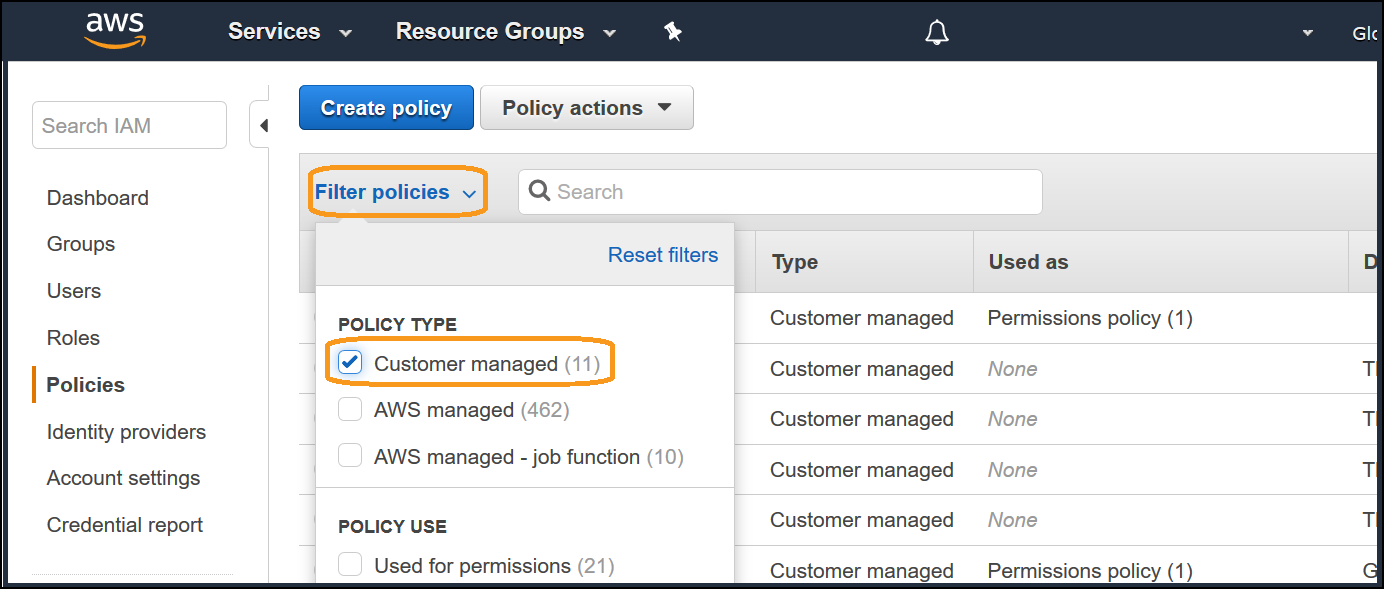 aws Services Resource Groups
Create policy Policy actions
Search IAM
Filter policies Search
Dashboard
Groups
Users
Roles
Policies
Identity providers
Account settings
Credential report
Reset filters
POLICY TYPE
Customer managed (11)
AWS managed (462)
AWS managed - job function (10)
POLICY USE
Used for permissions (21)
Type Used as
Customer managed Permissions policy (1)
Customer managed None
Customer managed None
Customer managed None
Customer managed None
Customer managed Permissions policy (1)